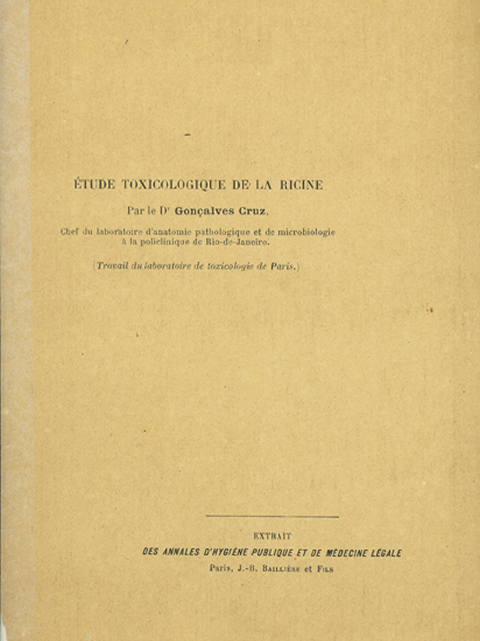 ÉTUDE TOXICOLOGIQUE DE LA RICINE
Par le Dr Gonçalves Cruz,
Chef du laboratoire d'anatomie pathologique et de microbiologie
à la policlinique de Rio-de-Janeiro.
(Travail du laboratoire de toxicologie de Paris.)
EXTRAIT
DES ANNALES D'HYGIÈNE PUBLIQUE ET DE MÉDECINE LÉGALE
Paris, J.-B. BAILLIÈRE et FILS